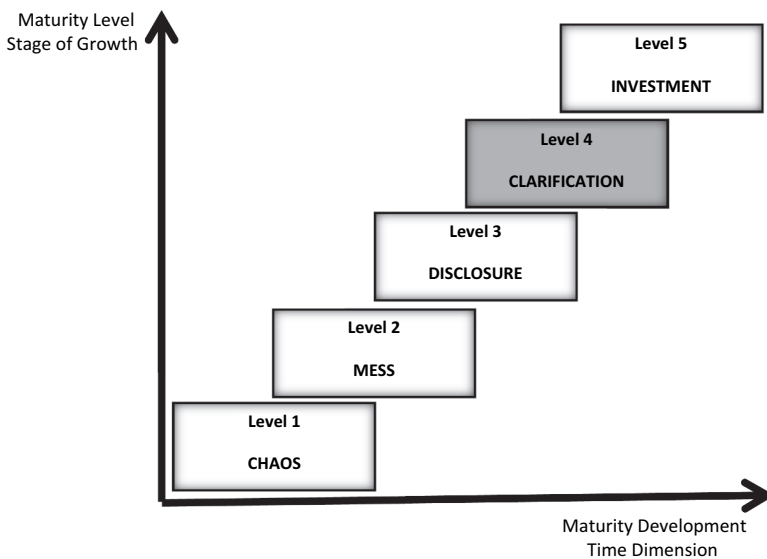 Maturity Level
Stage of Growth
Level 5
INVESTMENT
Level 4
CLARIFICATION
Level 3
DISCLOSURE
Level 2
MESS
Level 1
CHAOS
Maturity Development
Time Dimension